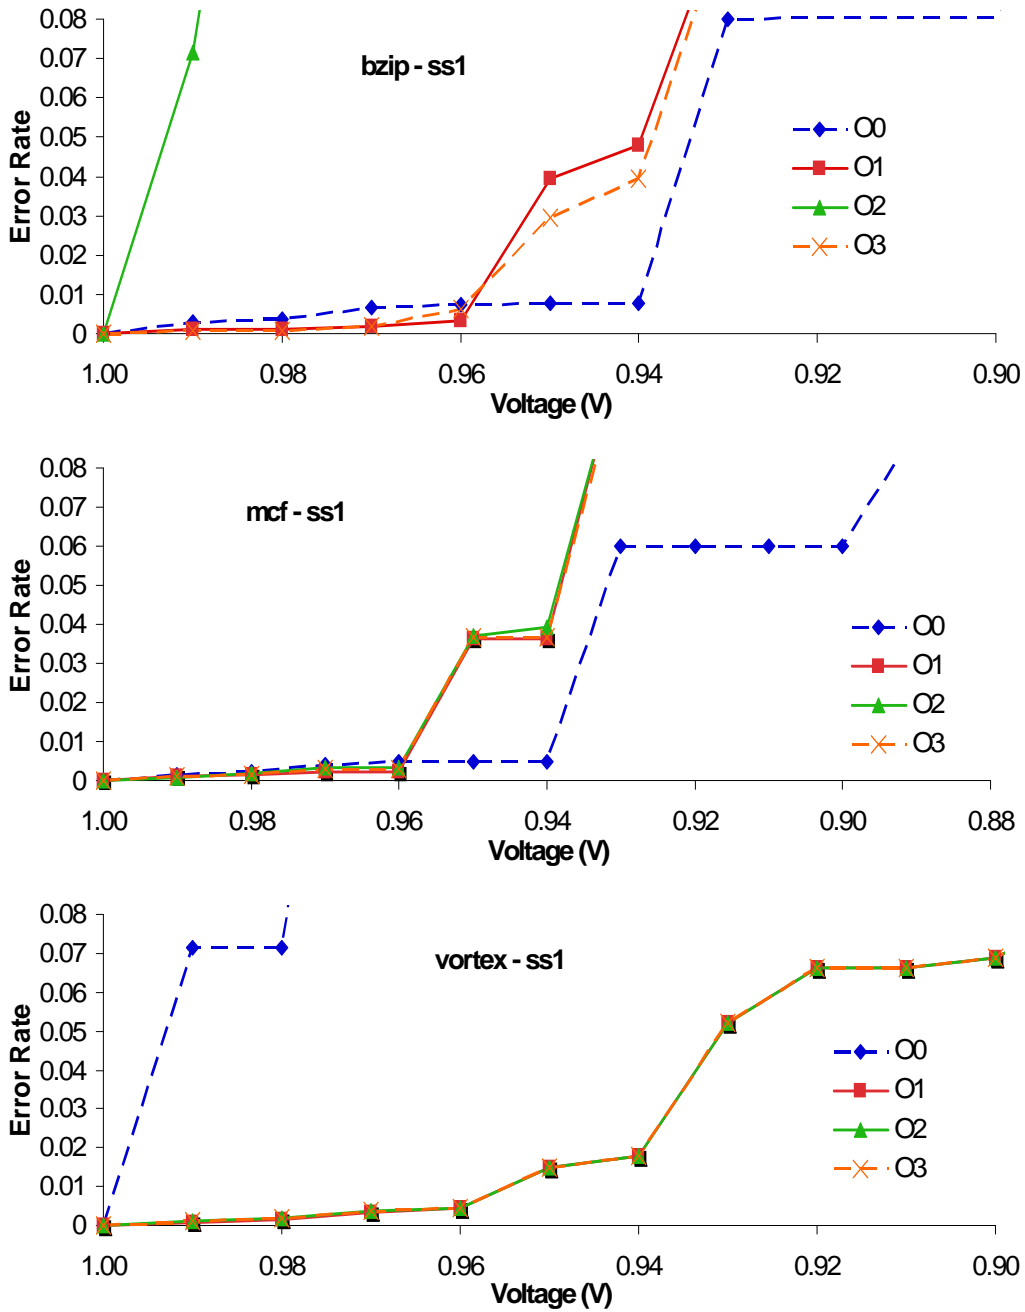 0.08
0.07
0.06
0.05
0.04
0.03
0.02
0.01
0
Error Rate
bzip - ss1
O0
O1
O2
O3
1.00 0.98 0.96 0.94 0.92 0.90
Voltage (V)
0.08
0.07
0.06
0.05
0.04
0.03
0.02
0.01
0
Error Rate
mcf - ss1
O0
O1
O2
O3
1.00 0.98 0.96 0.94 0.92 0.90 0.88
Voltage (V)
0.08
0.07
0.06
0.05
0.04
0.03
0.02
0.01
0
Error Rate
vortex - ss1
O0
O1
O2
O3
1.00 0.98 0.96 0.94 0.92 0.90
Voltage (V)